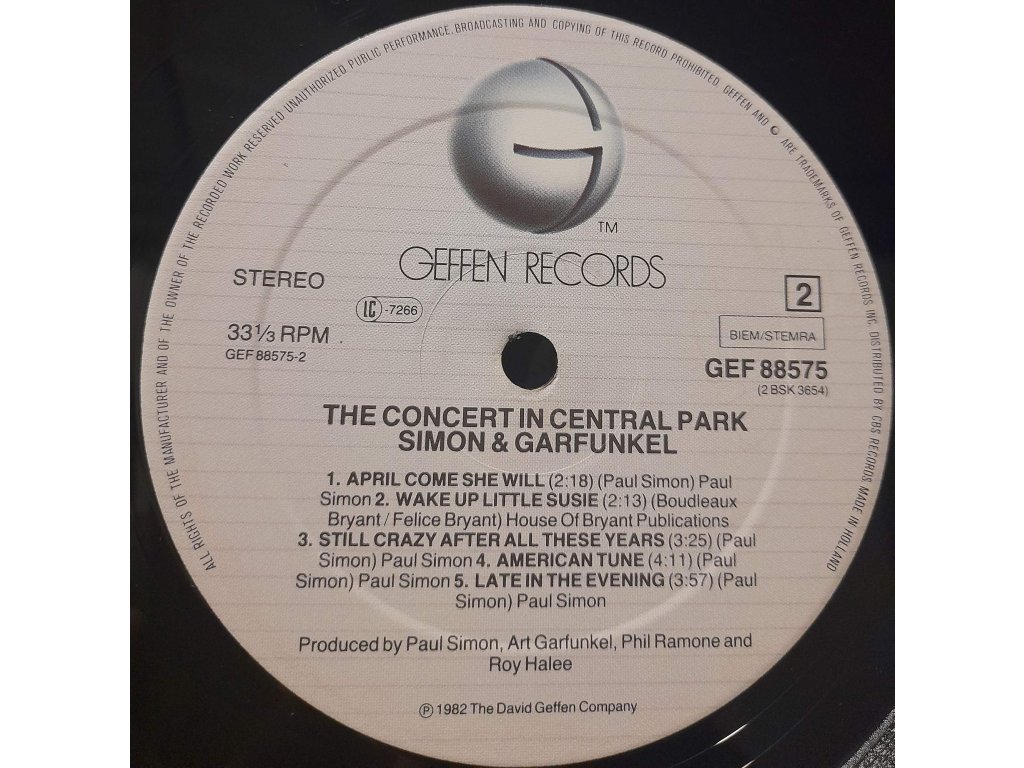 ALL RIGHTS OF THE MANUFACTURER AND OF THE OWNER OF THE RECORDED WORK RESERVED UNAUTHORIZED PUBLIC PERFORMANCE, BROADCASTING AND COPYING OF THIS RECORD PROHIBITED. GEFFEN AND G ARE TRADEMARKS OF GEFFEN RECORDS INC. DISTRIBUTED BY CBS RECORDS MADE IN HOLLAND
TM
GEFFEN RECORDS
STEREO
LC -7266
2
33⅓ RPM
GEF 88575-2
BIEM/STEMRA
GEF 88575
(2 BSK 3654)
THE CONCERT IN CENTRAL PARK
SIMON & GARFUNKEL
1. APRIL COME SHE WILL (2:18) (Paul Simon) Paul
Simon 2. WAKE UP LITTLE SUSIE (2:13) (Boudleaux
Bryant / Felice Bryant) House Of Bryant Publications
3. STILL CRAZY AFTER ALL THESE YEARS (3:25) (Paul
Simon) Paul Simon 4. AMERICAN TUNE (4:11) (Paul
Simon) Paul Simon 5. LATE IN THE EVENING (3:57) (Paul
Simon) Paul Simon
Produced by Paul Simon, Art Garfunkel, Phil Ramone and
Roy Halee
℗ 1982 The David Geffen Company